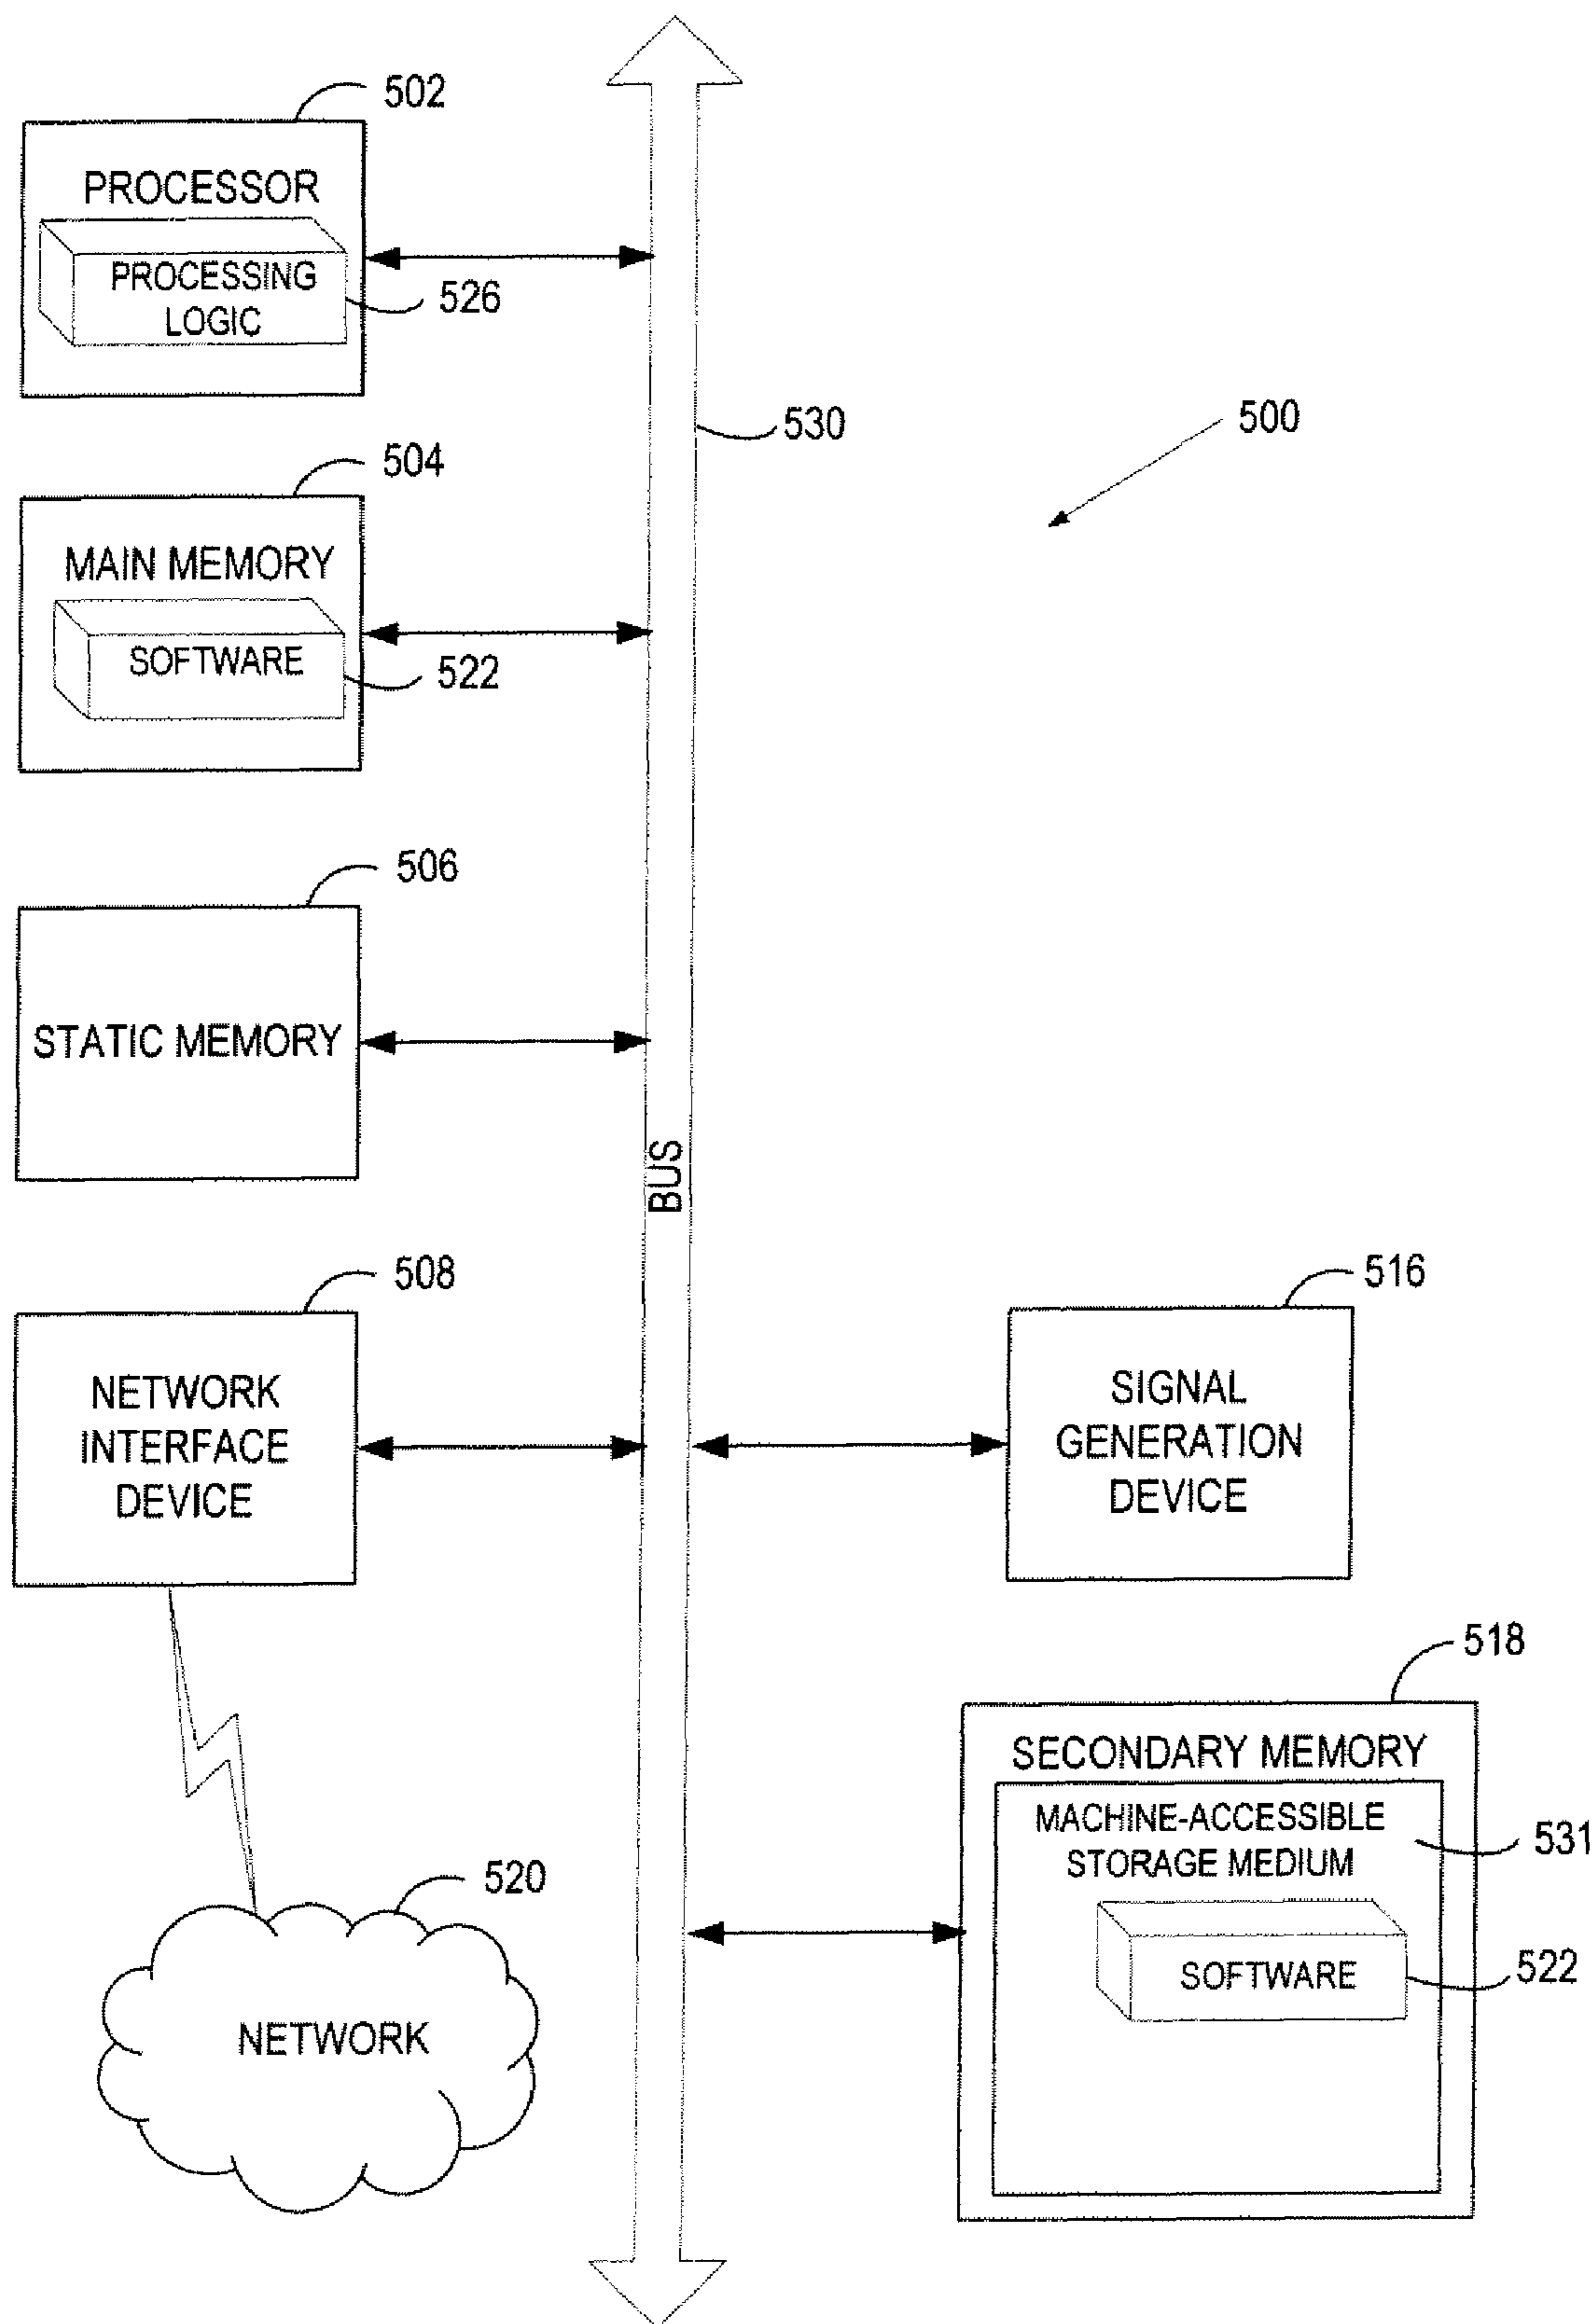 502
PROCESSOR
PROCESSING
LOGIC
526
530
500
504
MAIN MEMORY
SOFTWARE
522
506
STATIC MEMORY
BUS
508
NETWORK
INTERFACE
DEVICE
516
SIGNAL
GENERATION
DEVICE
518
SECONDARY MEMORY
MACHINE-ACCESSIBLE
STORAGE MEDIUM
531
SOFTWARE
522
520
NETWORK